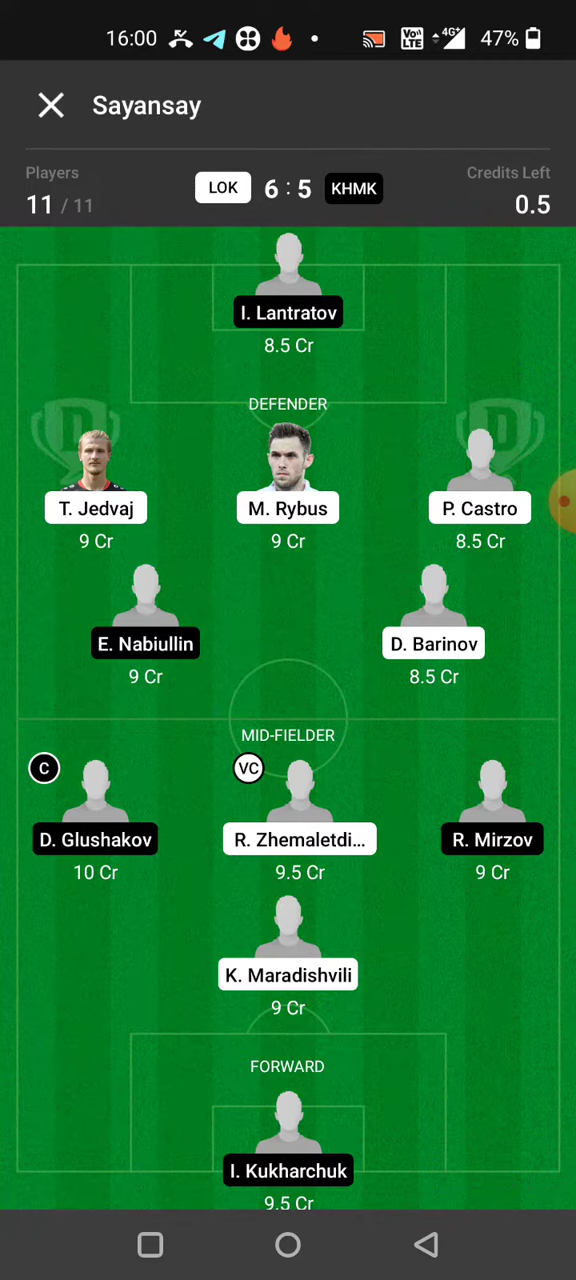 16:00 Vo)) LTE 4G+ 47%
Sayansay
Players LOK 6 : 5 KHMK Credits Left
11 / 11 0.5
I. Lantratov
8.5 Cr
DEFENDER
D D
T. Jedvaj M. Rybus P. Castro
9 Cr 9 Cr 8.5 Cr
E. Nabiullin D. Barinov
9 Cr 8.5 Cr
MID-FIELDER
C VC
D. Glushakov R. Zhemaletdi... R. Mirzov
10 Cr 9.5 Cr 9 Cr
K. Maradishvili
9 Cr
FORWARD
I. Kukharchuk
9.5 Cr